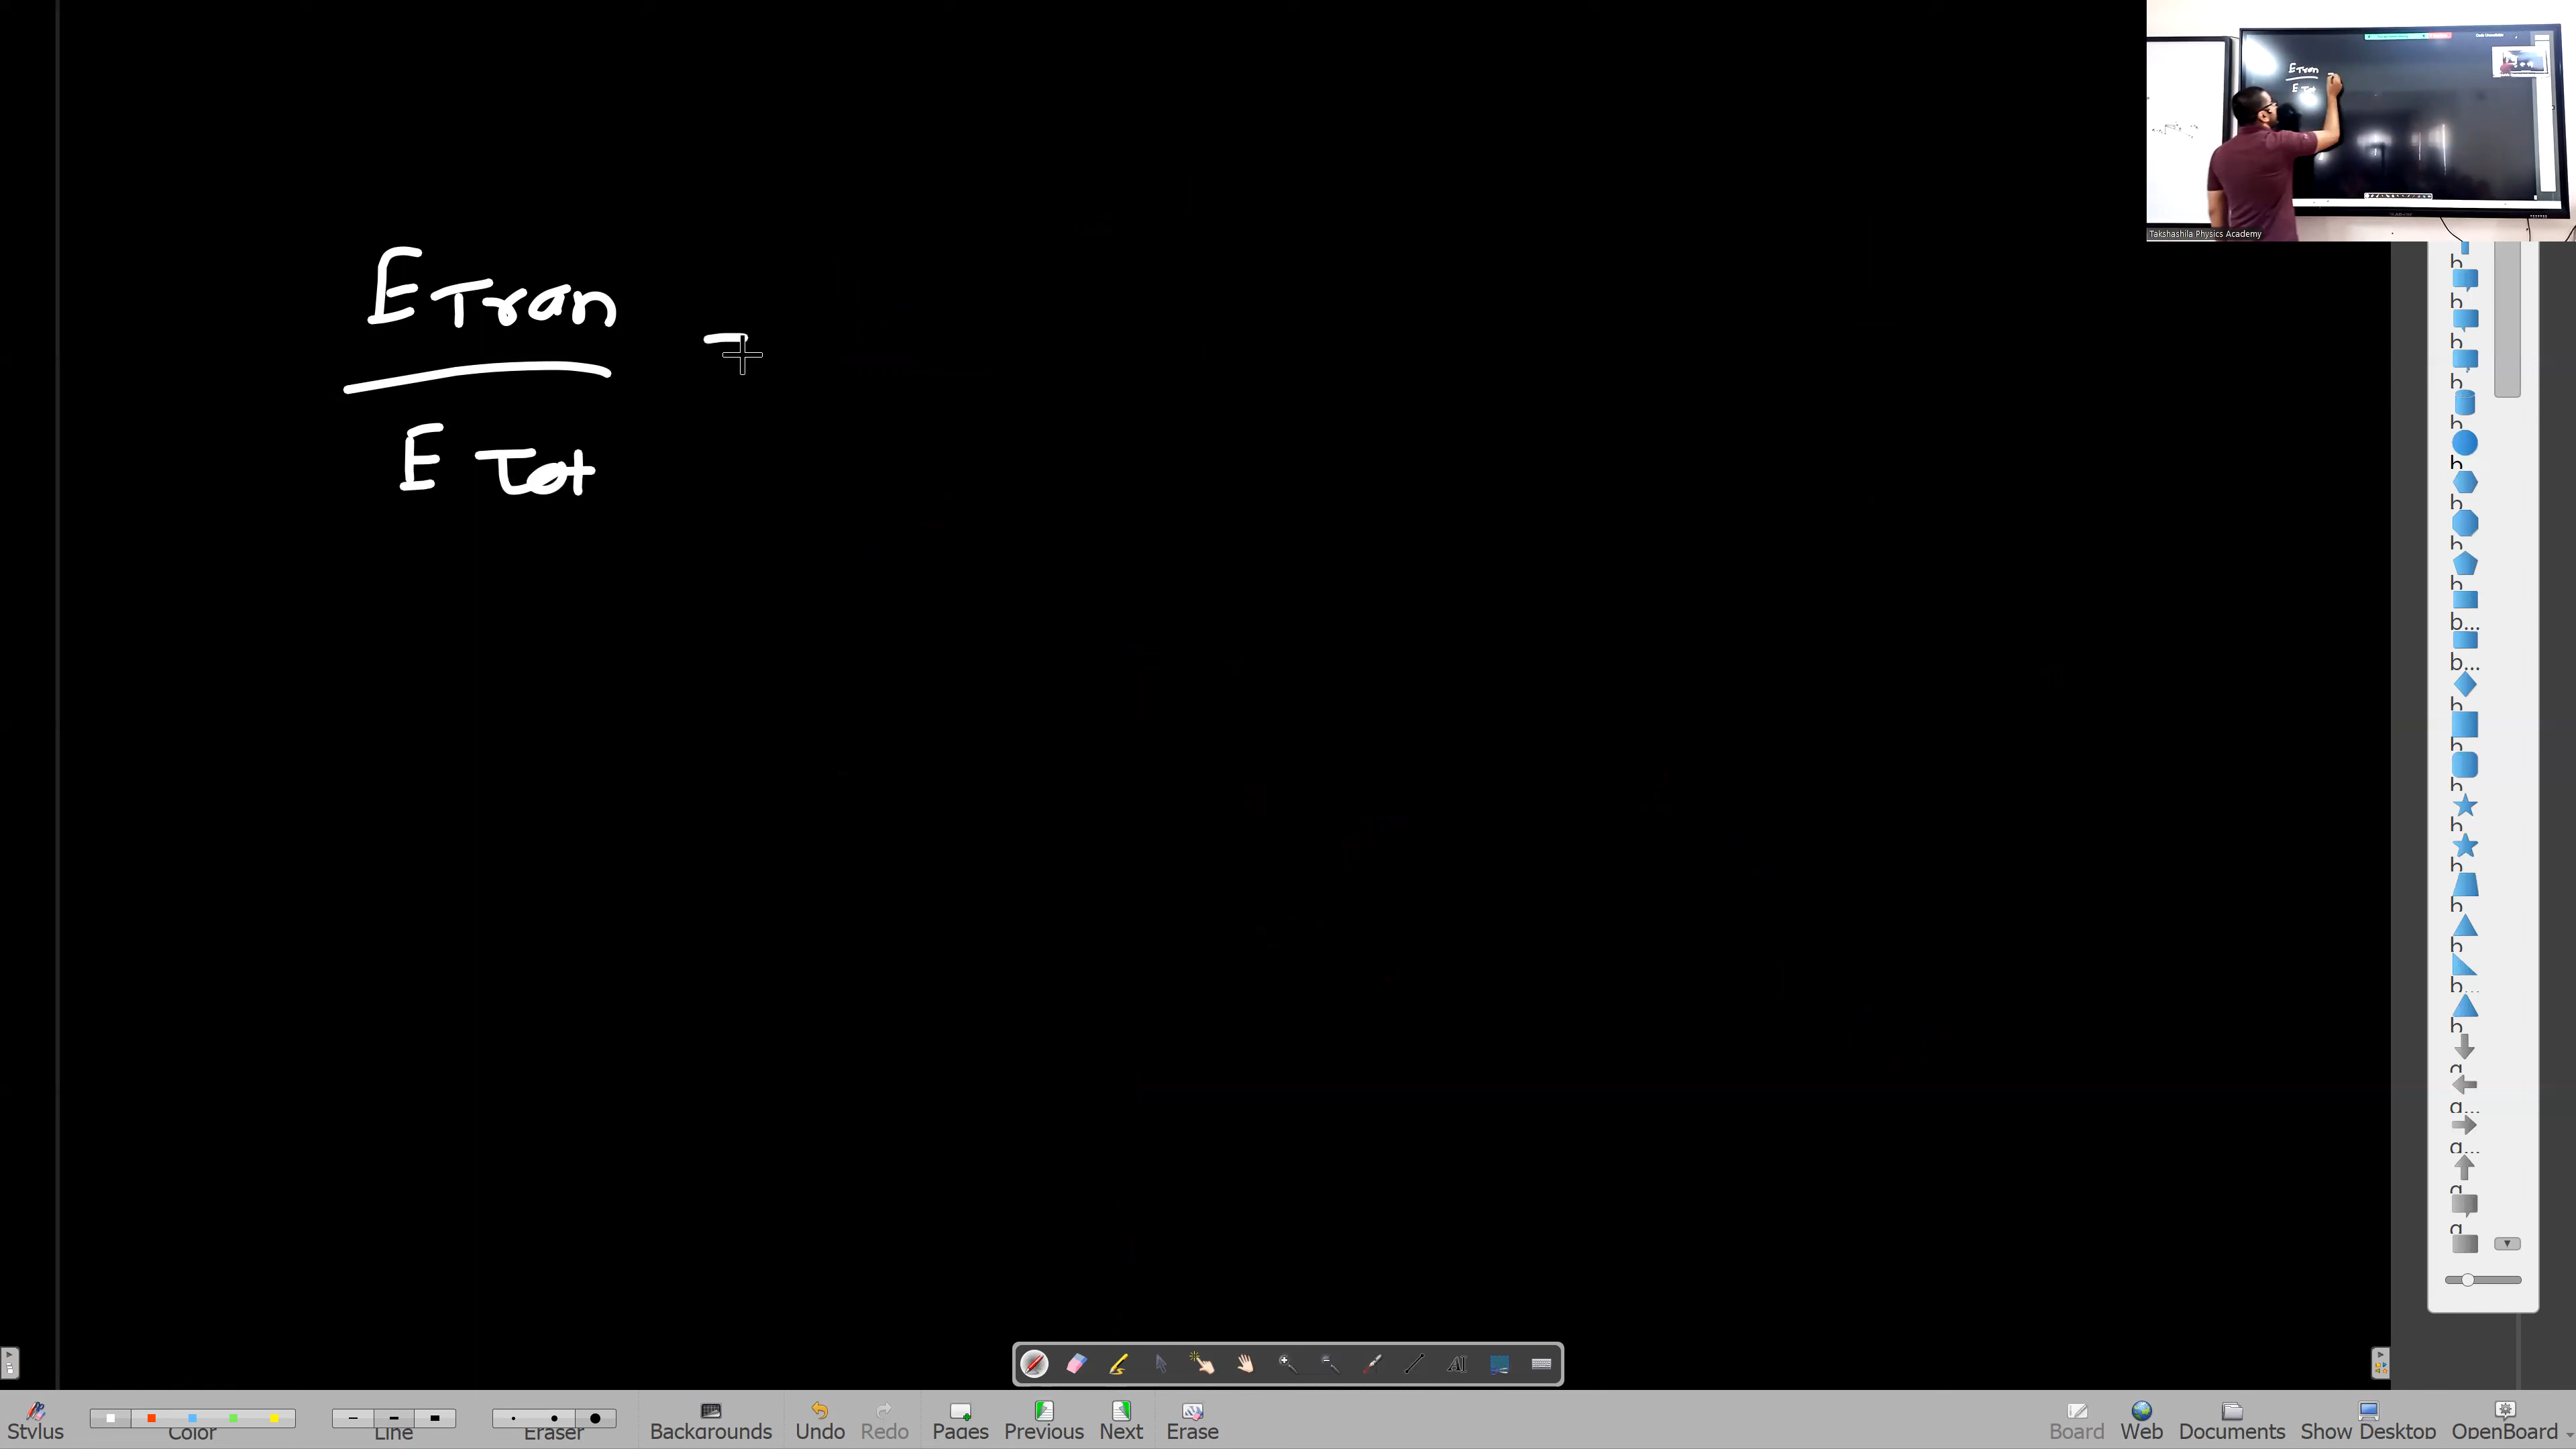 E Tran
E Tot
Takshashila Physics Academy
b
b
b
b
b
b
b
b
b
b...
b...
b
b
b
b
b
b
b
b...
b
a
a...
a...
a
a
Stylus
Color
Line
Eraser
Backgrounds
Undo
Redo
Pages
Previous
Next
Erase
Board
Web
Documents
Show Desktop
OpenBoard